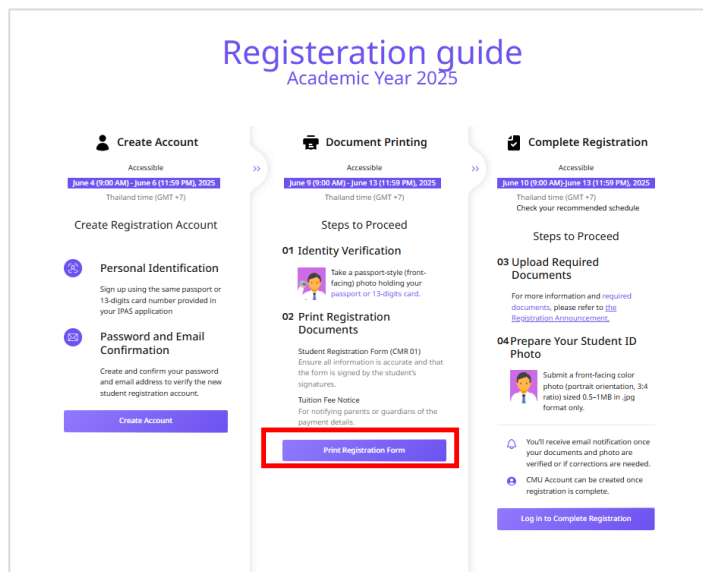 Registeration guide
Academic Year 2025
Create Account
Accessible
June 4 (9:00 AM) - June 6 (11:59 PM), 2025
Thailand time (GMT +7)
Create Registration Account
Personal Identification
Sign up using the same passport or
13-digits card number provided in
your IPAS application
Password and Email
Confirmation
Create and confirm your password
and email address to verify the new
student registration account.
Create Account
»
Document Printing
Accessible
June 9 (9:00 AM) - June 13 (11:59 PM), 2025
Thailand time (GMT +7)
Steps to Proceed
01 Identity Verification
Take a passport-style (front-
facing) photo holding your
passport or 13-digits card.
02 Print Registration
Documents
Student Registration Form (CMR 01)
Ensure all information is accurate and that
the form is signed by the student's
signatures.
Tuition Fee Notice
For notifying parents or guardians of the
payment details.
Print Registration Form
»
Complete Registration
Accessible
June 10 (9:00 AM)-June 13 (11:59 PM), 2025
Thailand time (GMT +7)
Check your recommended schedule
Steps to Proceed
03 Upload Required
Documents
For more information and required
documents, please refer to the
Registration Announcement.
04 Prepare Your Student ID
Photo
Submit a front-facing color
photo (portrait orientation, 3:4
ratio) sized 0.5–1MB in .jpg
format only.
You'll receive email notification once
your documents and photo are
verified or if corrections are needed.
CMU Account can be created once
registration is complete.
Log in to Complete Registration